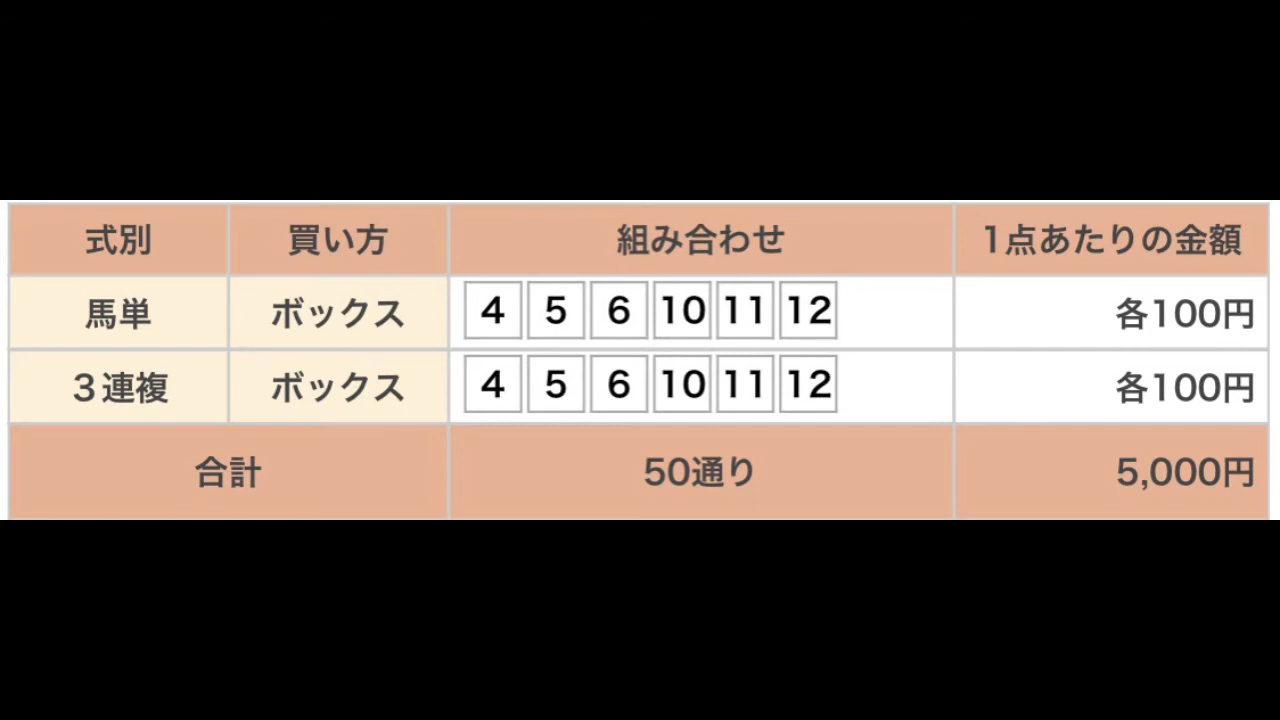 式別 買い方 組み合わせ 1点あたりの金額
馬単 ボックス 4 5 6 10 11 12 各100円
３連複 ボックス 4 5 6 10 11 12 各100円
合計 50通り 5,000円